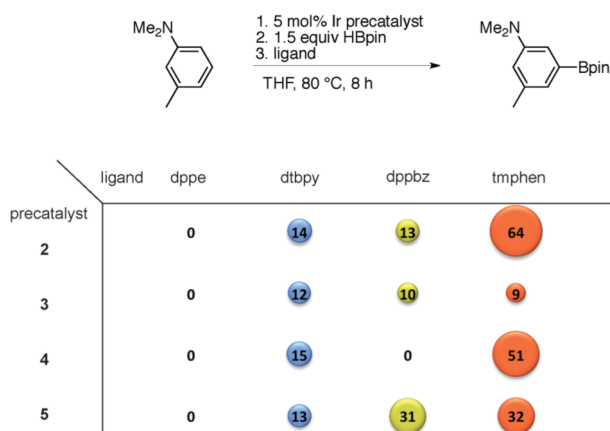 Me₂N
1. 5 mol% Ir precatalyst
2. 1.5 equiv HBpin
3. ligand
THF, 80 °C, 8 h
Me₂N
Bpin
ligand dppe dtbpy dppbz tmphen
precatalyst
2 0 14 13 64
3 0 12 10 9
4 0 15 0 51
5 0 13 31 32